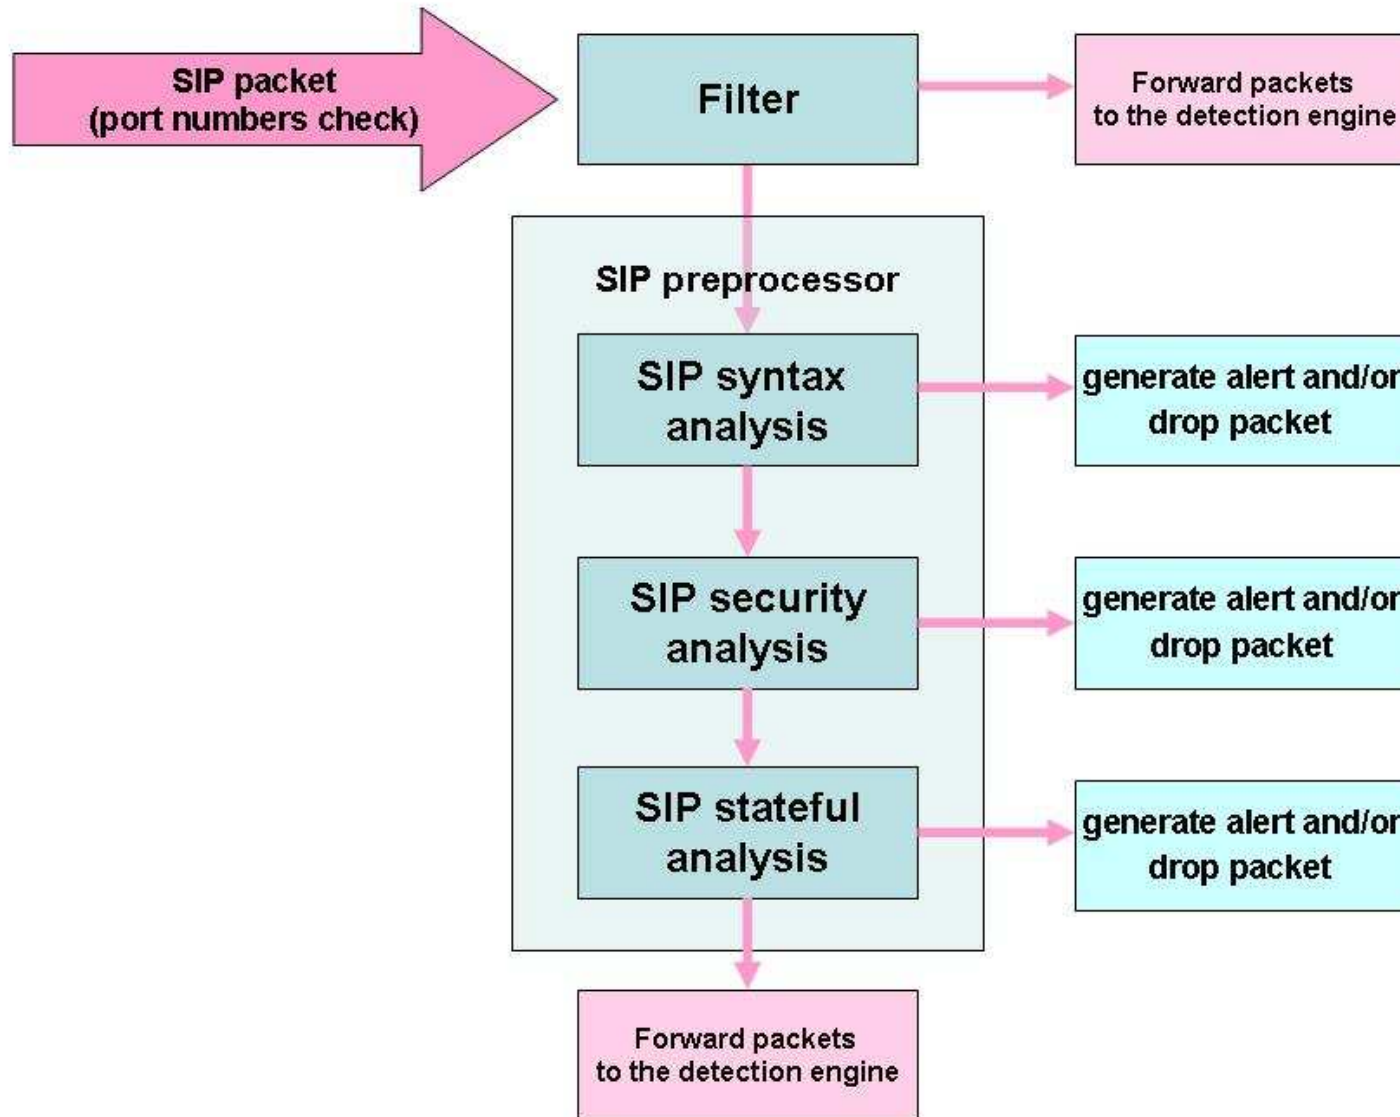 SIP packet
(port numbers check)
Filter
Forward packets
to the detection engine
SIP preprocessor
SIP syntax
analysis
generate alert and/or
drop packet
SIP security
analysis
generate alert and/or
drop packet
SIP stateful
analysis
generate alert and/or
drop packet
Forward packets
to the detection engine